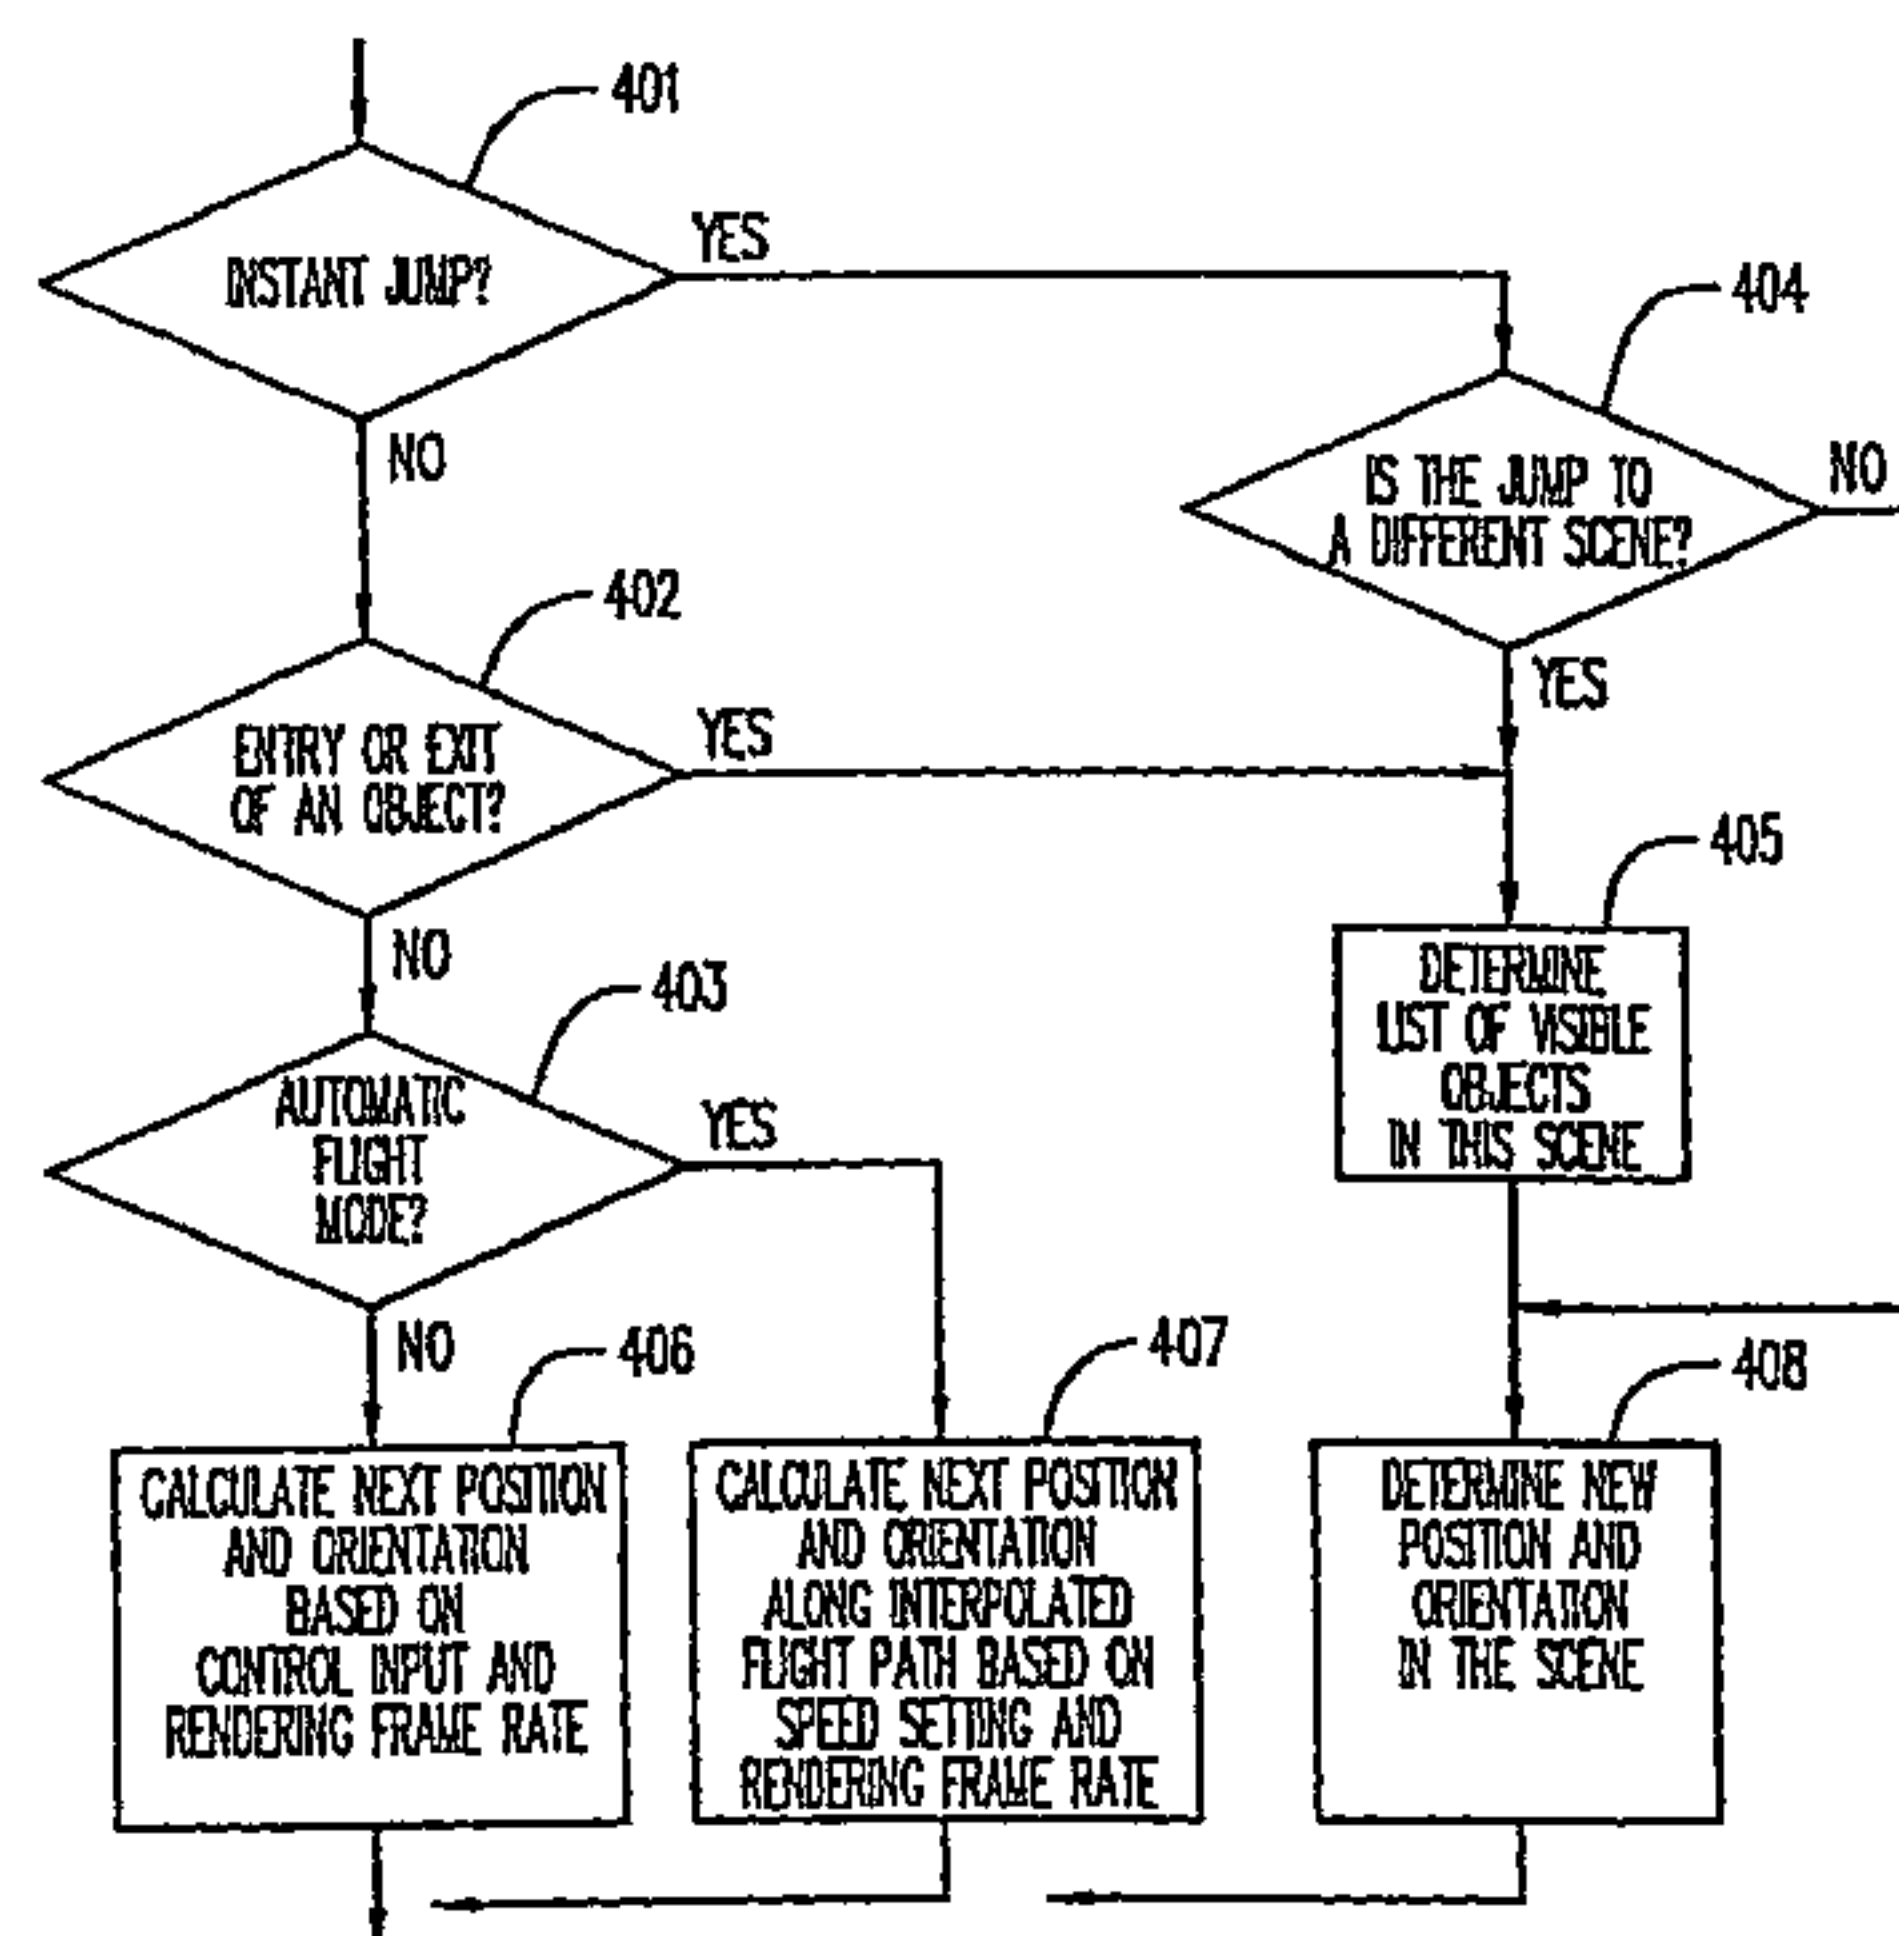 401
INSTANT JUMP?
YES
NO
404
IS THE JUMP TO
A DIFFERENT SCENE?
NO
YES
402
ENTRY OR EXIT
OF AN OBJECT?
YES
NO
405
DETERMINE
LIST OF VISIBLE
OBJECTS
IN THIS SCENE
403
AUTOMATIC
FLIGHT
MODE?
YES
NO
406
CALCULATE NEXT POSITION
AND ORIENTATION
BASED ON
CONTROL INPUT AND
RENDERING FRAME RATE
407
CALCULATE NEXT POSITION
AND ORIENTATION
ALONG INTERPOLATED
FLIGHT PATH BASED ON
SPEED SETTING AND
RENDERING FRAME RATE
408
DETERMINE NEW
POSITION AND
ORIENTATION
IN THE SCENE